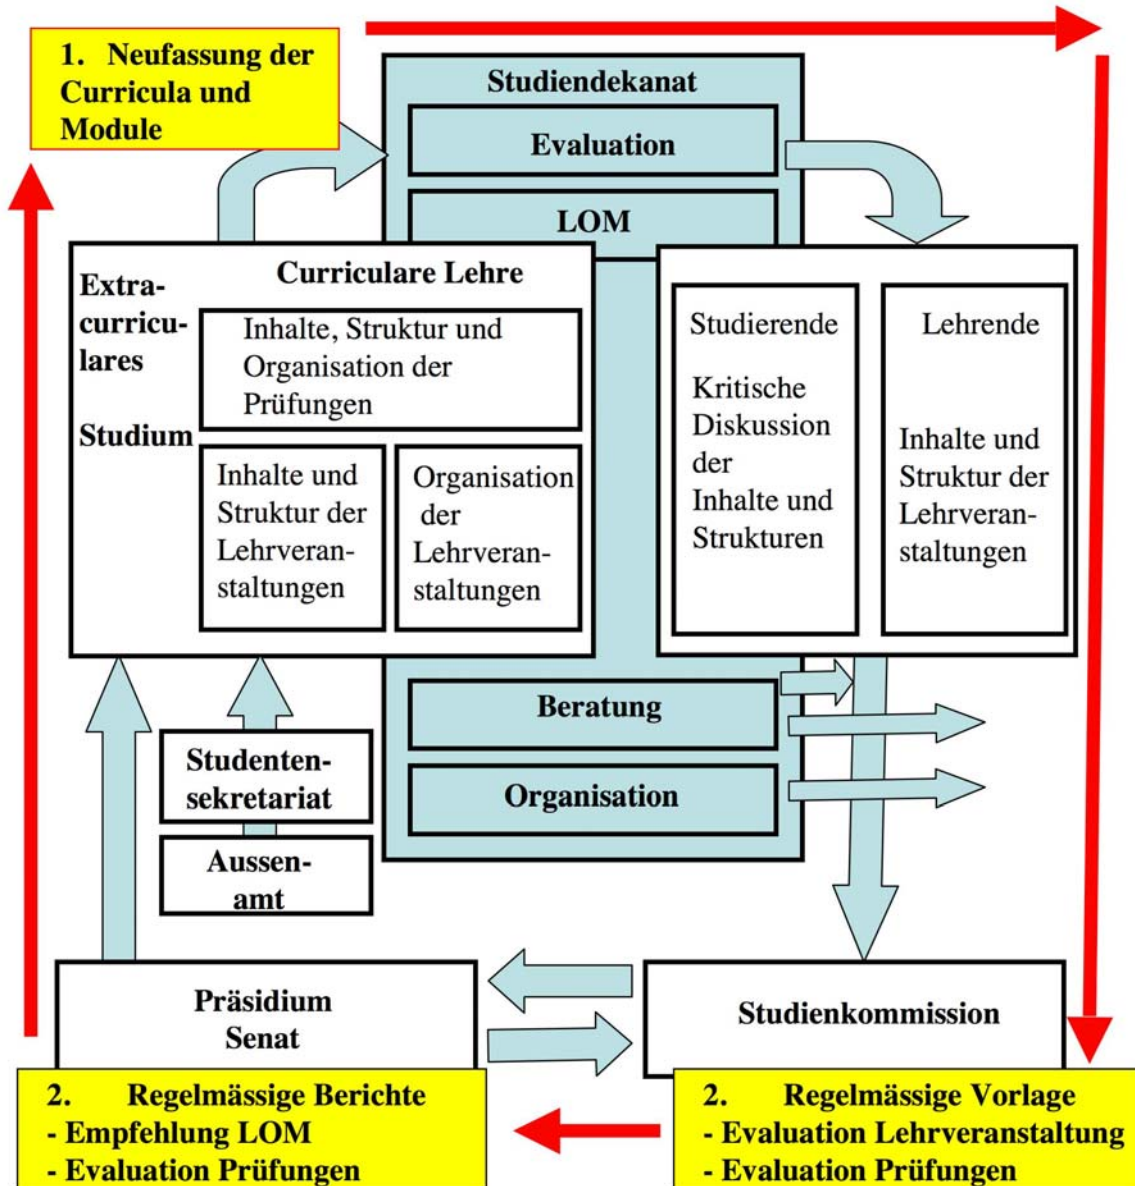 1. Neufassung der
Curricula und
Module
Studiendekanat
Evaluation
LOM
Extra-
curricu-
lares
Studium
Curriculare Lehre
Inhalte, Struktur und
Organisation der
Prüfungen
Inhalte und
Struktur der
Lehrveran-
staltungen
Organisation
der
Lehrveran-
staltungen
Studierende
Kritische
Diskussion
der
Inhalte und
Strukturen
Lehrende
Inhalte und
Struktur der
Lehrveran-
staltungen
Beratung
Organisation
Studenten-
sekretariat
Aussen-
amt
Präsidium
Senat
Studienkommission
2. Regelmässige Berichte
- Empfehlung LOM
- Evaluation Prüfungen
2. Regelmässige Vorlage
- Evaluation Lehrveranstaltung
- Evaluation Prüfungen